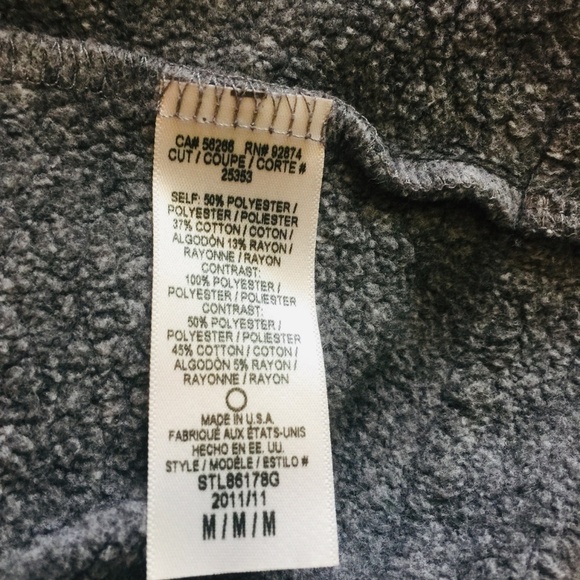 CA# 56266 RN# 92874
CUT / COUPE / CORTE #
25353
SELF: 50% POLYESTER /
POLYESTER / POLIESTER
37% COTTON / COTON /
ALGODÓN 13% RAYON /
RAYONNE / RAYON
CONTRAST:
100% POLYESTER /
POLYESTER / POLIESTER
CONTRAST:
50% POLYESTER /
POLYESTER / POLIESTER
45% COTTON / COTON /
ALGODÓN 5% RAYON /
RAYONNE / RAYON
MADE IN U.S.A.
FABRIQUÉ AUX ÉTATS-UNIS
HECHO EN EE. UU.
STYLE / MODÈLE / ESTILO #
STL86178G
2011/11
M / M / M